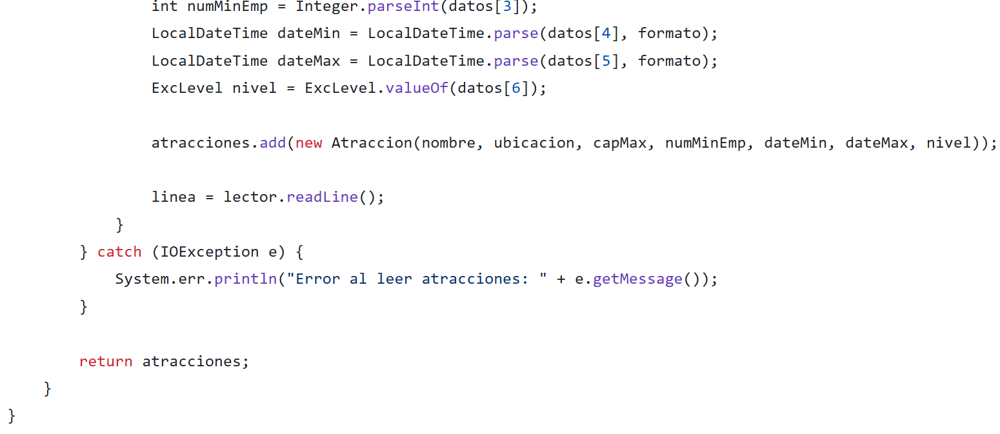 int numMinEmp = Integer.parseInt(datos[3]);
LocalDateTime dateMin = LocalDateTime.parse(datos[4], formato);
LocalDateTime dateMax = LocalDateTime.parse(datos[5], formato);
ExcLevel nivel = ExcLevel.valueOf(datos[6]);
atracciones.add(new Atraccion(nombre, ubicacion, capMax, numMinEmp, dateMin, dateMax, nivel));
linea = lector.readLine();
}
} catch (IOException e) {
System.err.println("Error al leer atracciones: " + e.getMessage());
}
return atracciones;
}
}